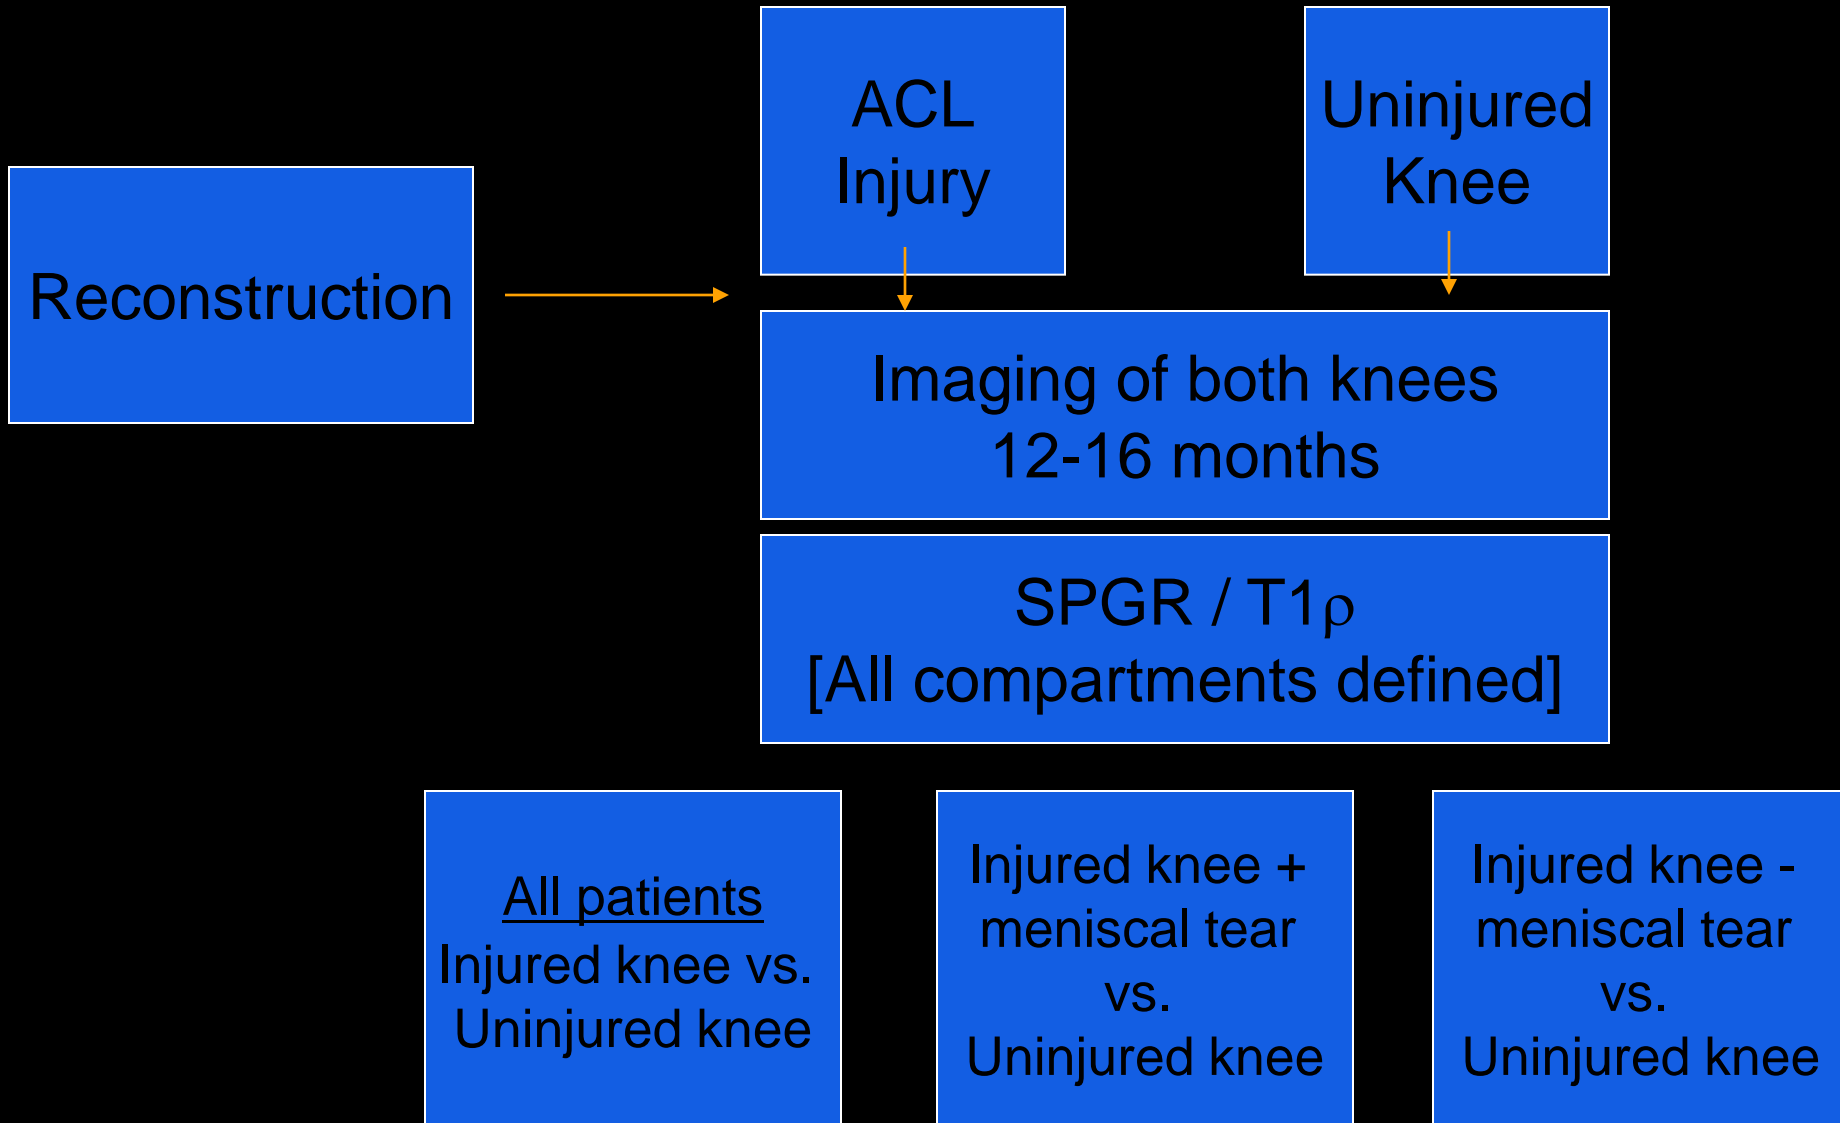 ACL
Injury
Uninjured
Knee
Reconstruction
Imaging of both knees
12-16 months
SPGR / T1ρ
[All compartments defined]
All patients
Injured knee vs.
Uninjured knee
Injured knee +
meniscal tear
vs.
Uninjured knee
Injured knee -
meniscal tear
vs.
Uninjured knee